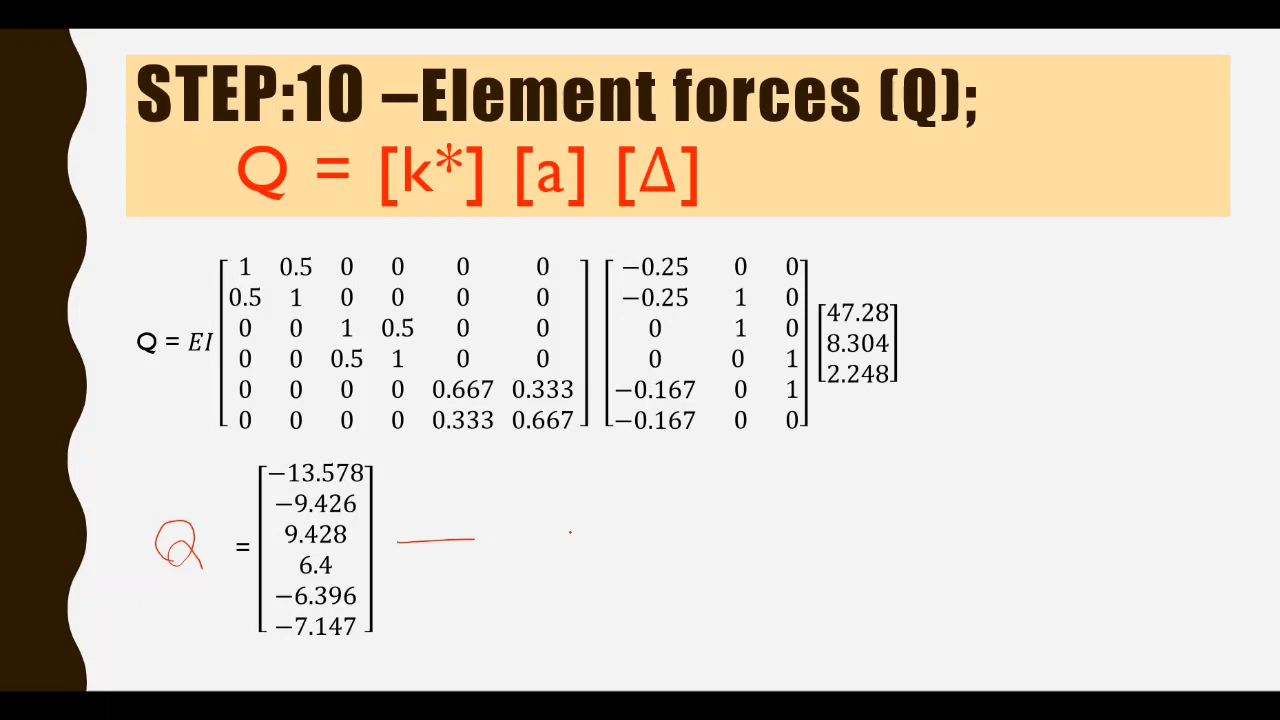 STEP:10 –Element forces (Q);
Q = [k*] [a] [Δ]
Q = EI
1 0.5 0 0 0 0
0.5 1 0 0 0 0
0 0 1 0.5 0 0
0 0 0.5 1 0 0
0 0 0 0 0.667 0.333
0 0 0 0 0.333 0.667
−0.25 0 0
−0.25 1 0
0 1 0
0 0 1
−0.167 0 1
−0.167 0 0
47.28
8.304
2.248
Q =
−13.578
−9.426
9.428
6.4
−6.396
−7.147